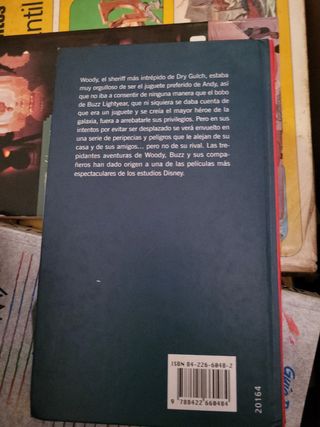 Woody, el sheriff más intrépido de Dry Gulch, estaba
muy orgulloso de ser el juguete preferido de Andy, así
que no iba a consentir de ninguna manera que el bobo
de Buzz Lightyear, que ni siquiera se daba cuenta de
que era un juguete y se creía el mayor héroe de la
galaxia, fuera a arrebatarle sus privilegios. Pero en sus
intentos por evitar ser desplazado se verá envuelto en
una serie de peripecias y peligros que le alejan de su
casa y de sus amigos... pero no de su rival. Las tre-
pidantes aventuras de Woody, Buzz y sus compa-
ñeros han dado origen a una de las películas más
espectaculares de los estudios Disney.
ISBN 84-226-6048-2
9 788422 660484
20164